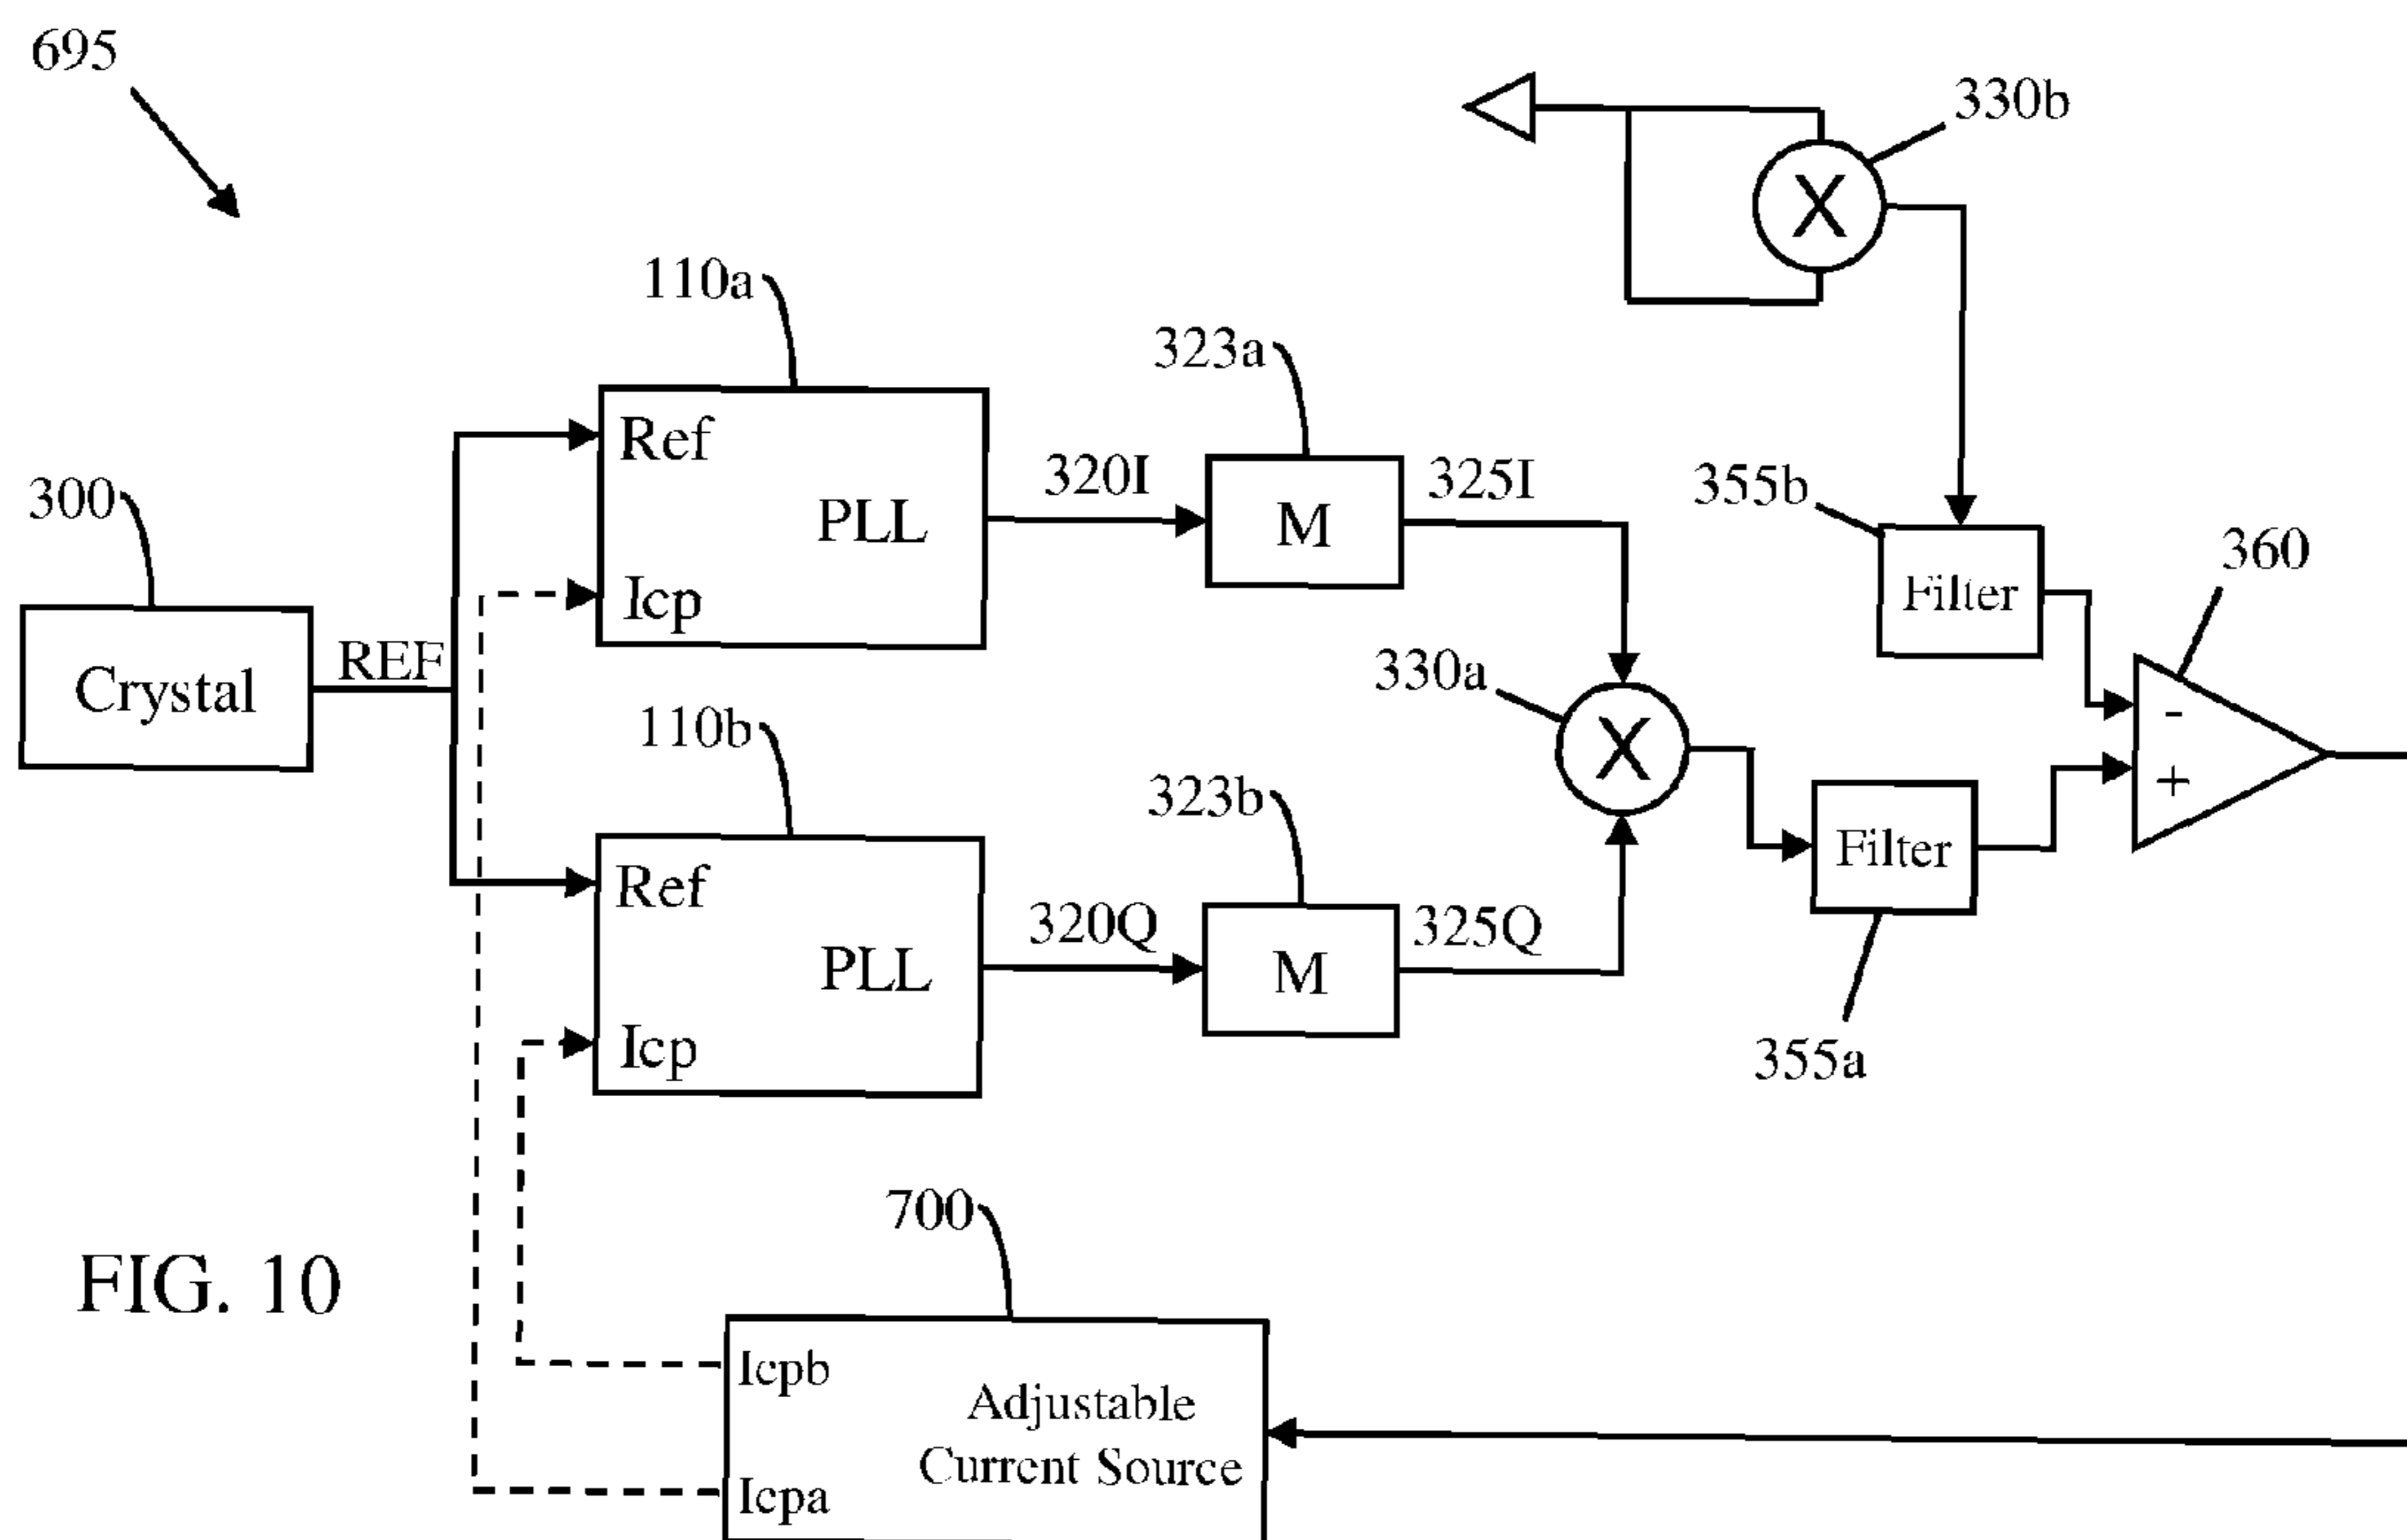 695
330b
110a
323a
Ref
PLL
Icp
320I
M
325I
355b
Filter
360
300
Crystal
REF
330a
X
X
-
+
110b
323b
Ref
PLL
Icp
320Q
M
325Q
Filter
355a
700
FIG. 10
Icpb
Adjustable
Current Source
Icpa